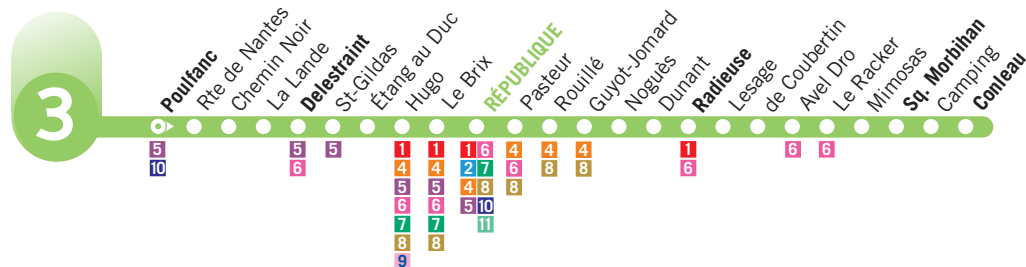 3
Poulfanc
Rte de Nantes
Chemin Noir
La Lande
Delestraint
St-Gildas
Étang au Duc
Hugo
Le Brix
RÉPUBLIQUE
Pasteur
Rouillé
Guyot-Jomard
Noguès
Dunant
Radieuse
Lesage
de Coubertin
Avel Dro
Le Racker
Mimosas
Sq. Morbihan
Camping
Conleau
5 5 5 1 1 1 6 4 4 4 1 6 6
10 6 4 4 2 7 6 8 8 6
5 5 4 8 8
6 6 5 10
7 7 11
8 8
9